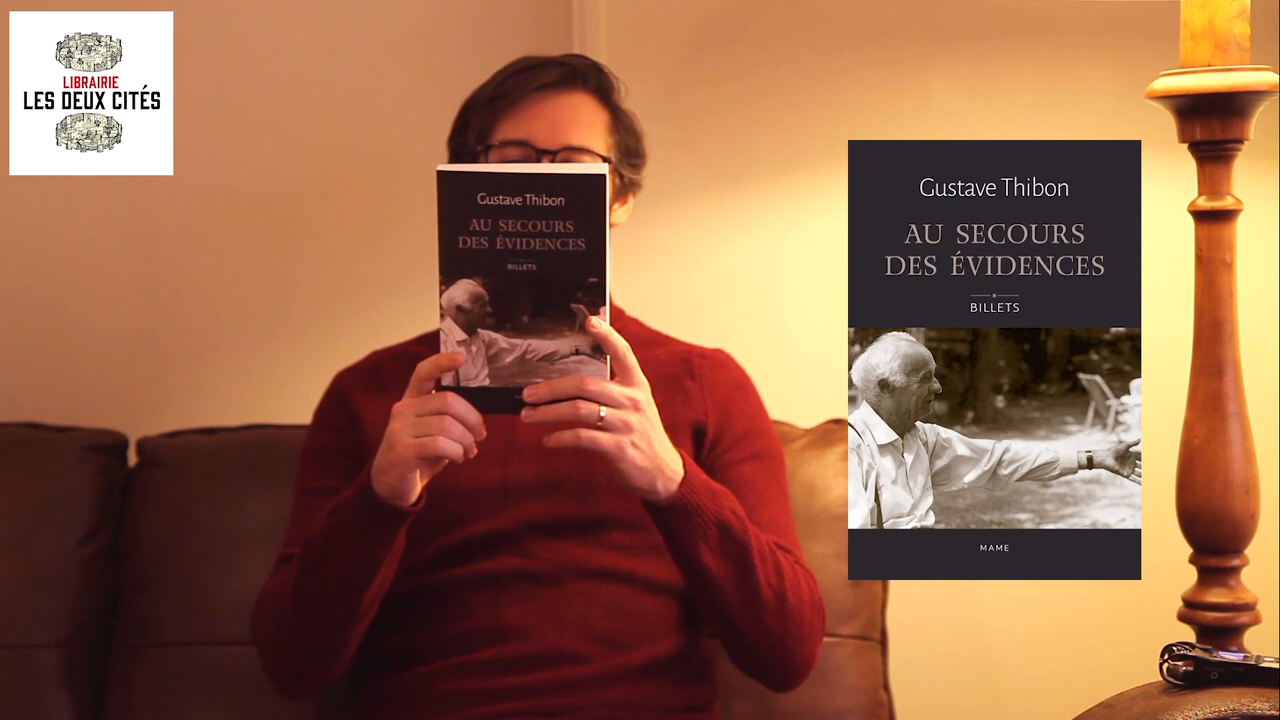 LIBRAIRIE
LES DEUX CITÉS
Gustave Thibon
AU SECOURS
DES ÉVIDENCES
BILLETS
Gustave Thibon
AU SECOURS
DES ÉVIDENCES
BILLETS
MAME